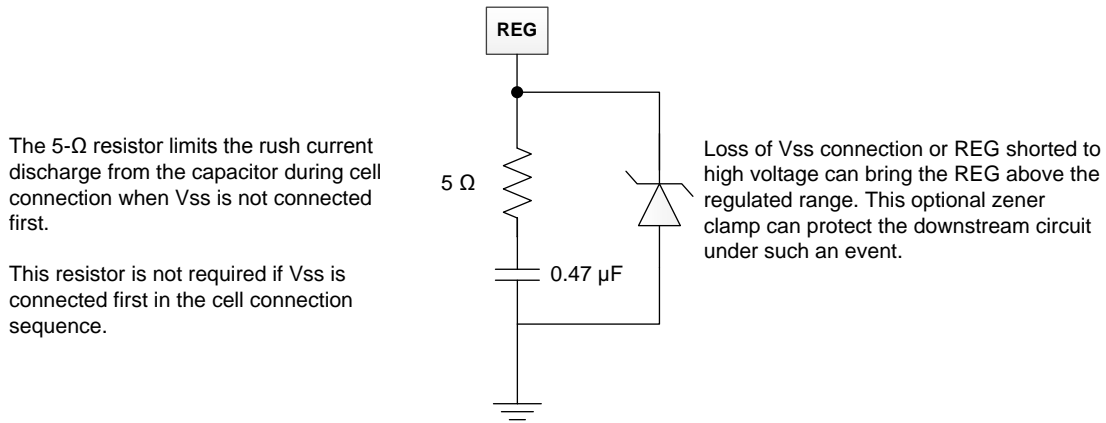 REG
The 5-Ω resistor limits the rush current
discharge from the capacitor during cell
connection when Vss is not connected
first.
This resistor is not required if Vss is
connected first in the cell connection
sequence.
5 Ω
0.47 µF
Loss of Vss connection or REG shorted to
high voltage can bring the REG above the
regulated range. This optional zener
clamp can protect the downstream circuit
under such an event.